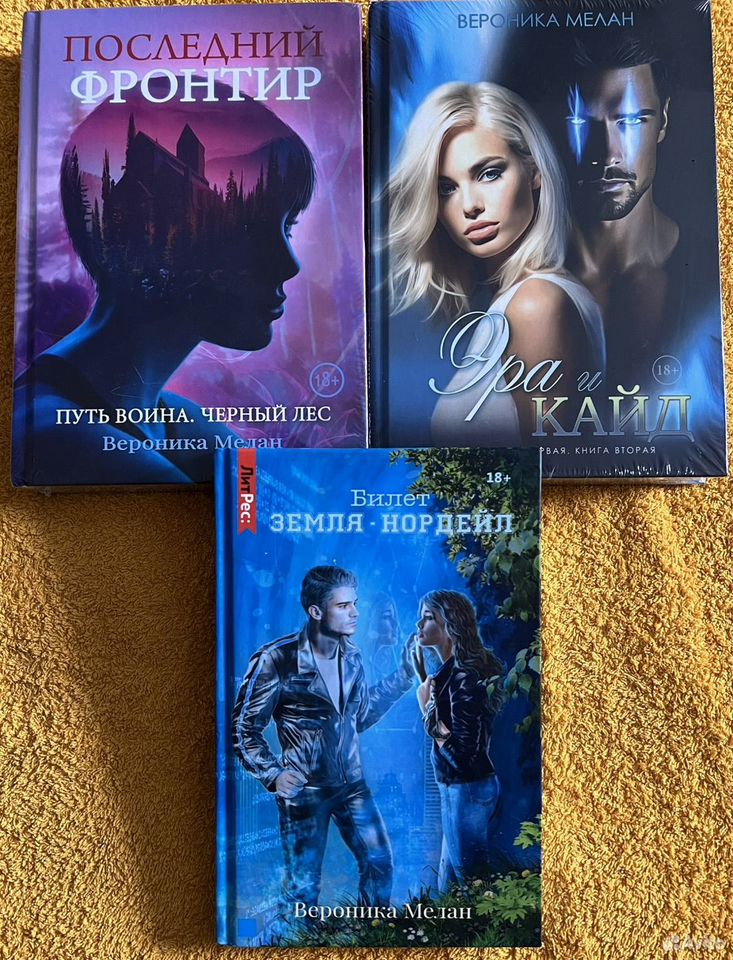 ПОСЛЕДНИЙ
ФРОНТИР
18+
ПУТЬ ВОИНА. ЧЕРНЫЙ ЛЕС
Вероника Мелан
ВЕРОНИКА МЕЛАН
Эра и
КАЙД
18+
КНИГА ВТОРАЯ
ЛитРес:
18+
Билет
ЗЕМЛЯ - НОРДЕЙЛ
Вероника Мелан
Avito